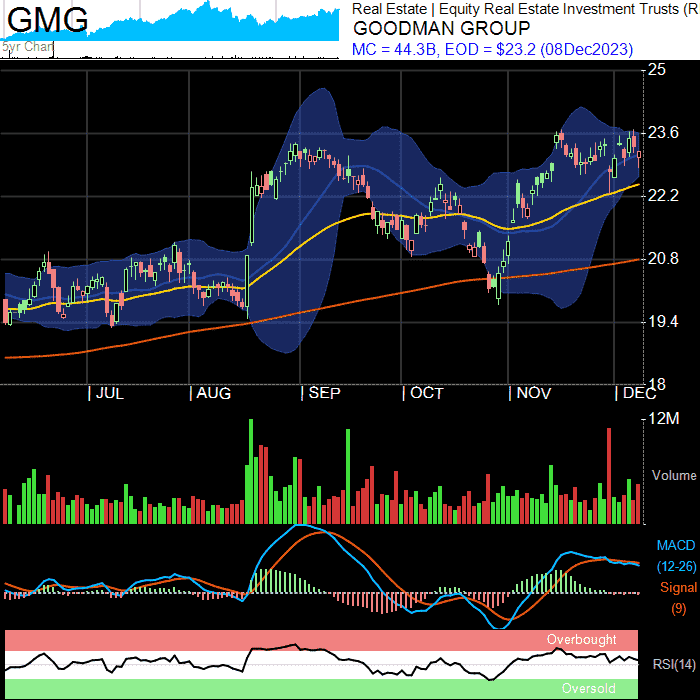 GMG
5yr Chart
Real Estate | Equity Real Estate Investment Trusts (R
GOODMAN GROUP
MC = 44.3B, EOD = $23.2 (08Dec2023)
25
23.6
22.2
20.8
19.4
18
| JUL | AUG | SEP | OCT | NOV | DEC
12M
Volume
MACD
(12-26)
Signal
(9)
Overbought
RSI(14)
Oversold